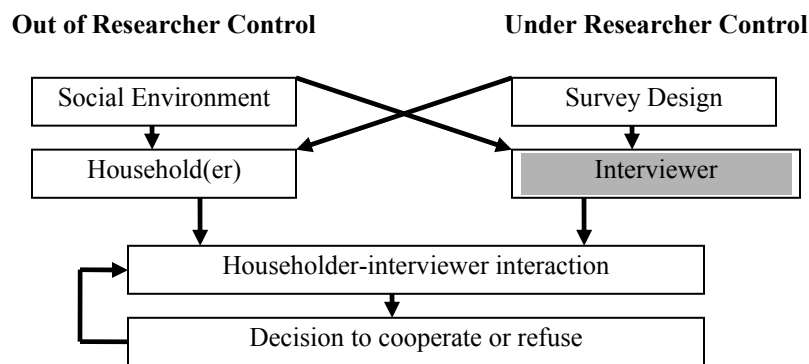 Out of Researcher Control
Under Researcher Control
Social Environment
Survey Design
Household(er)
Interviewer
Householder-interviewer interaction
Decision to cooperate or refuse